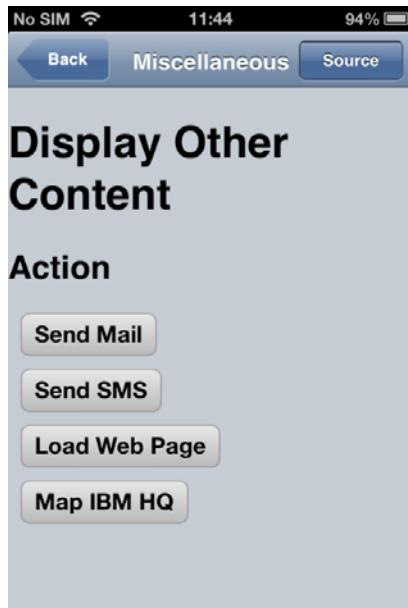 No SIM 11:44 94%
Back Miscellaneous Source
Display Other
Content
Action
Send Mail
Send SMS
Load Web Page
Map IBM HQ